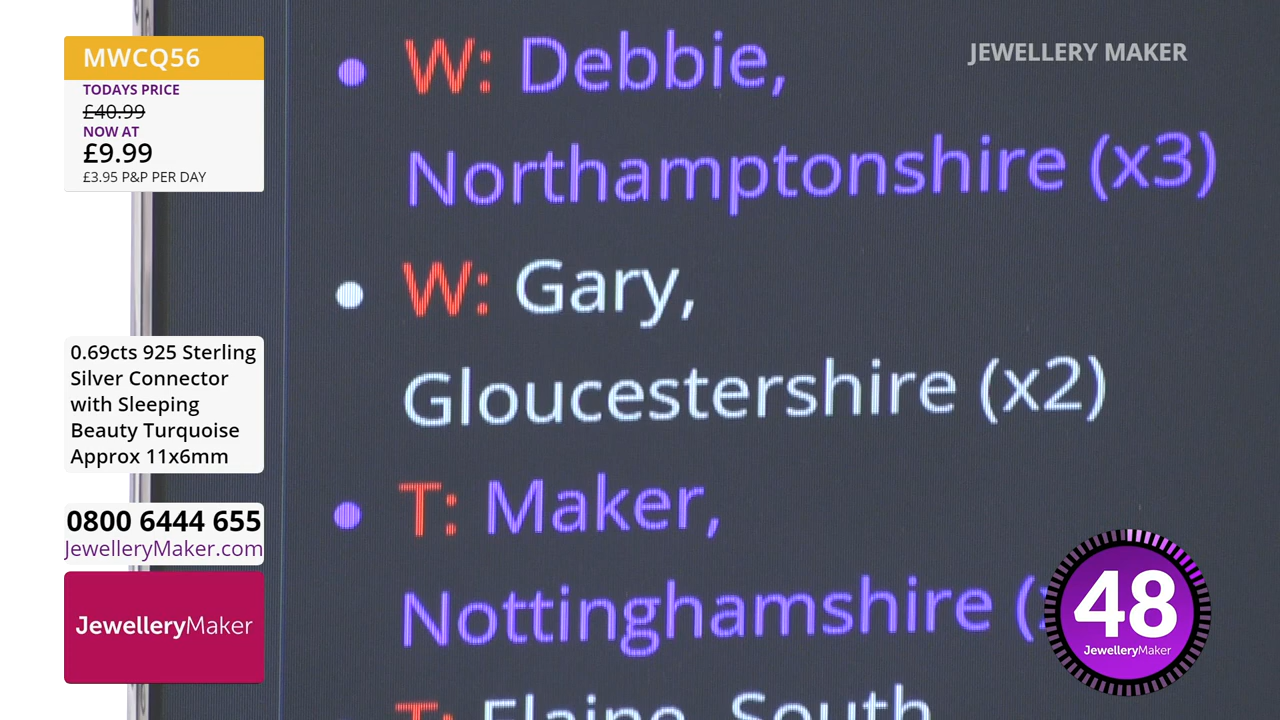 MWCQ56
TODAYS PRICE
£40.99
NOW AT
£9.99
£3.95 P&P PER DAY
0.69cts 925 Sterling
Silver Connector
with Sleeping
Beauty Turquoise
Approx 11x6mm
0800 6444 655
JewelleryMaker.com
JewelleryMaker
JEWELLERY MAKER
• W: Debbie,
Northamptonshire (x3)
• W: Gary,
Gloucestershire (x2)
• T: Maker,
Nottinghamshire (
T: Elaine, South
48
JewelleryMaker